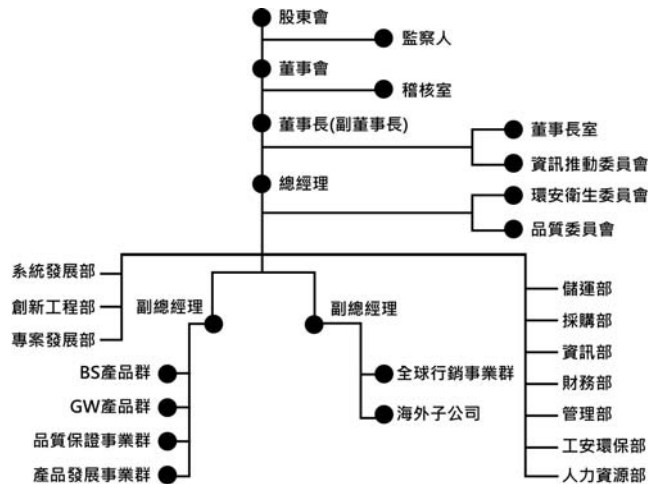 股東會
監察人
董事會
稽核室
董事長(副董事長)
董事長室
資訊推動委員會
總經理
環安衛生委員會
品質委員會
系統發展部
創新工程部
專案發展部
副總經理
副總經理
BS產品群
GW產品群
品質保證事業群
產品發展事業群
全球行銷事業群
海外子公司
儲運部
採購部
資訊部
財務部
管理部
工安環保部
人力資源部